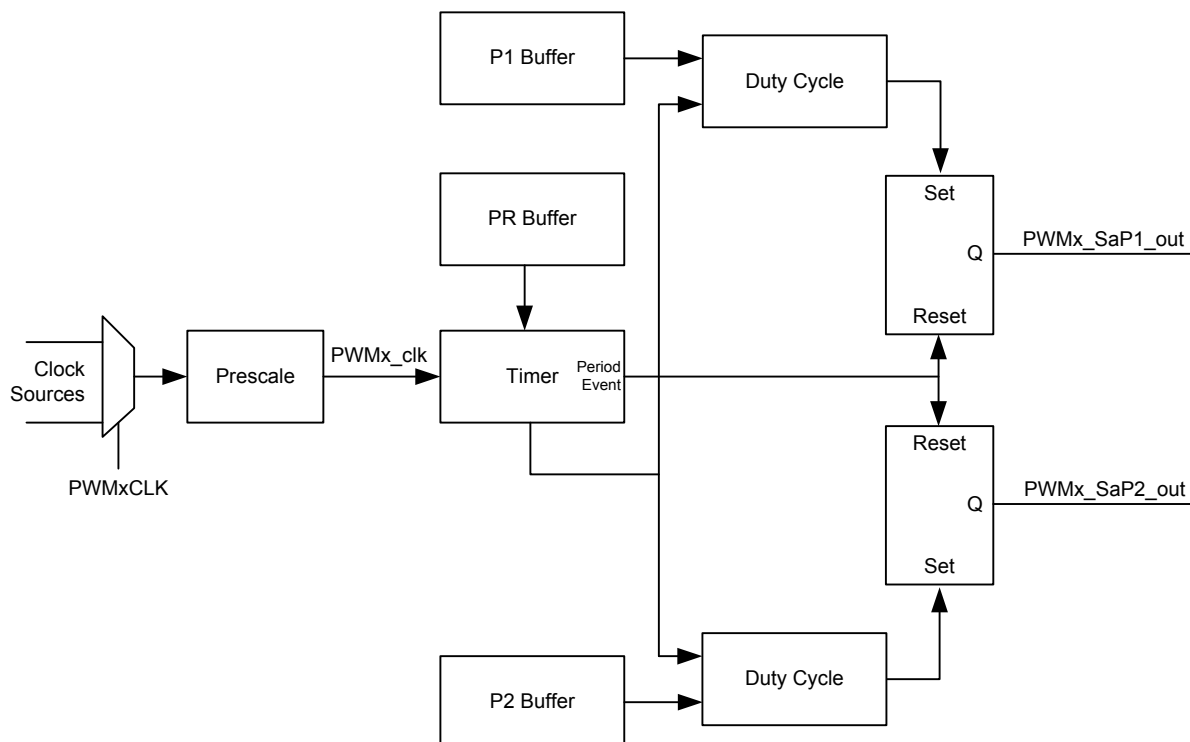 P1 Buffer
Duty Cycle
PR Buffer
Set
Q
Reset
PWMx_SaP1_out
Clock
Sources
PWMxCLK
Prescale
PWMx_clk
Timer
Period
Event
Reset
Q
Set
PWMx_SaP2_out
P2 Buffer
Duty Cycle